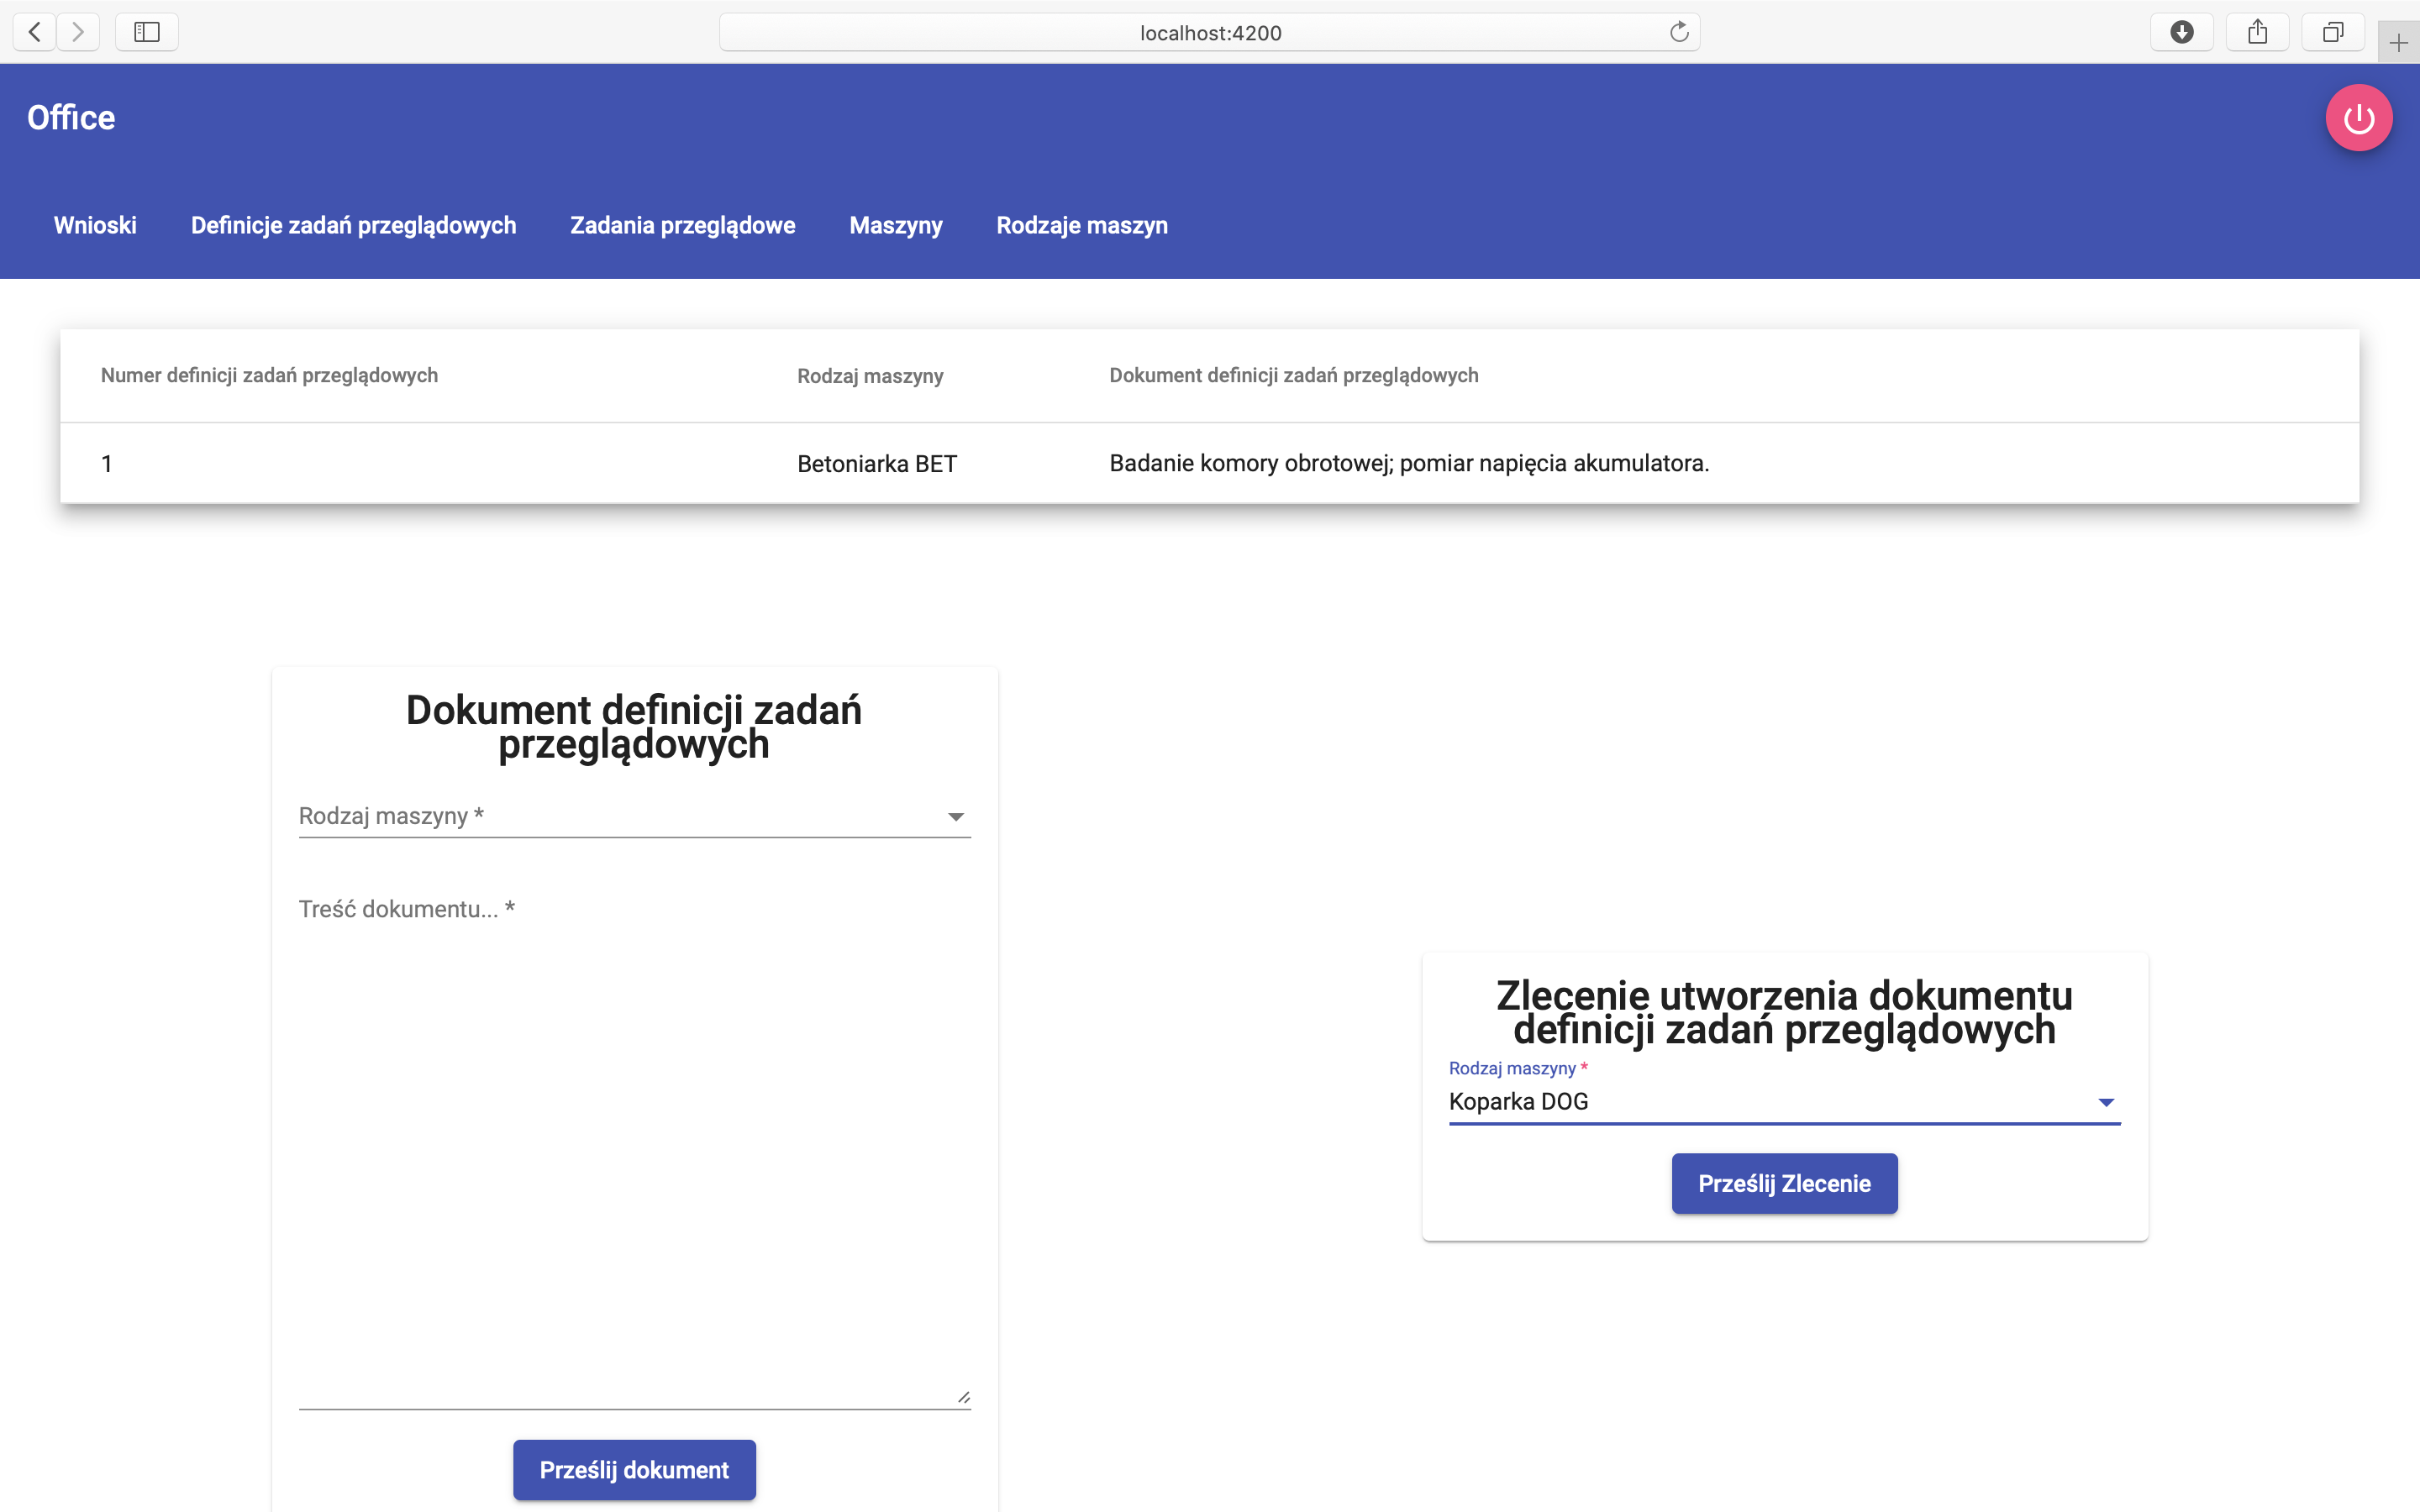 localhost:4200
Office
Wnioski Definicje zadań przeglądowych Zadania przeglądowe Maszyny Rodzaje maszyn
Numer definicji zadań przeglądowych Rodzaj maszyny Dokument definicji zadań przeglądowych
1 Betoniarka BET Badanie komory obrotowej; pomiar napięcia akumulatora.
Dokument definicji zadań
przeglądowych
Rodzaj maszyny *
Treść dokumentu... *
Prześlij dokument
Zlecenie utworzenia dokumentu
definicji zadań przeglądowych
Rodzaj maszyny *
Koparka DOG
Prześlij Zlecenie